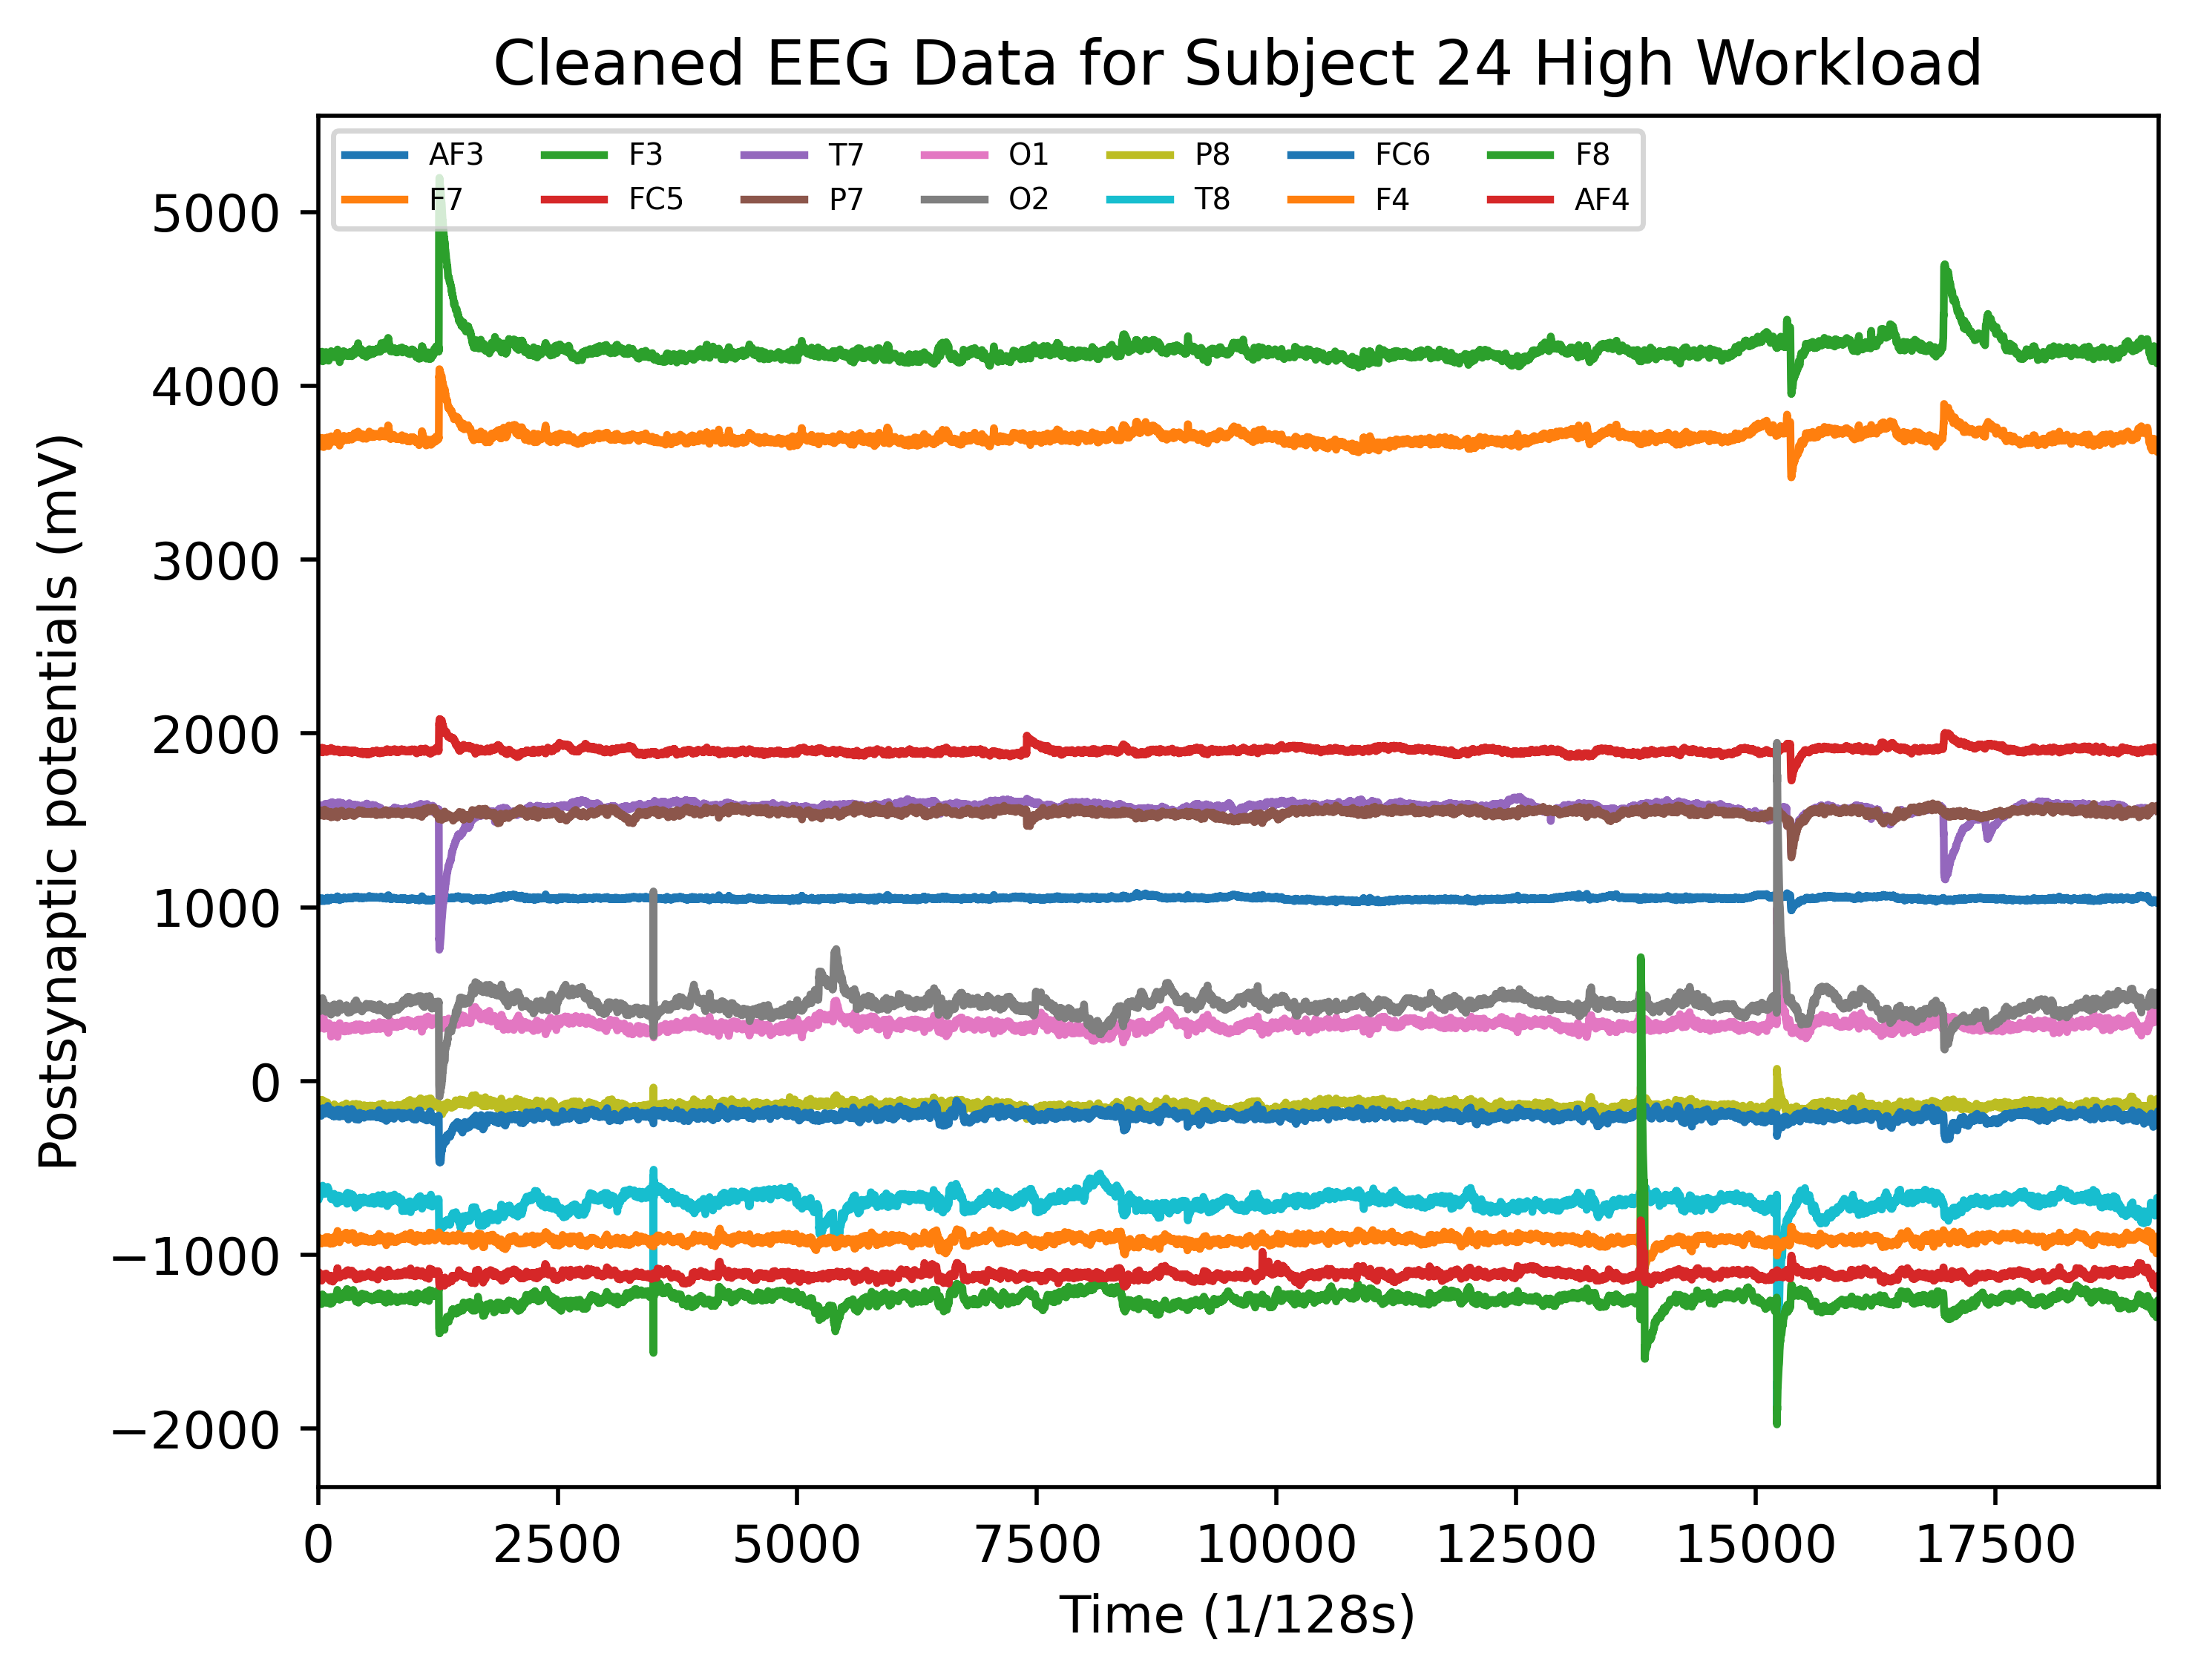 Cleaned EEG Data for Subject 24 High Workload
AF3 F3 T7 O1 P8 FC6 F8
F7 FC5 P7 O2 T8 F4 AF4
5000
4000
3000
2000
1000
0
−1000
−2000
Postsynaptic potentials (mV)
0 2500 5000 7500 10000 12500 15000 17500
Time (1/128s)